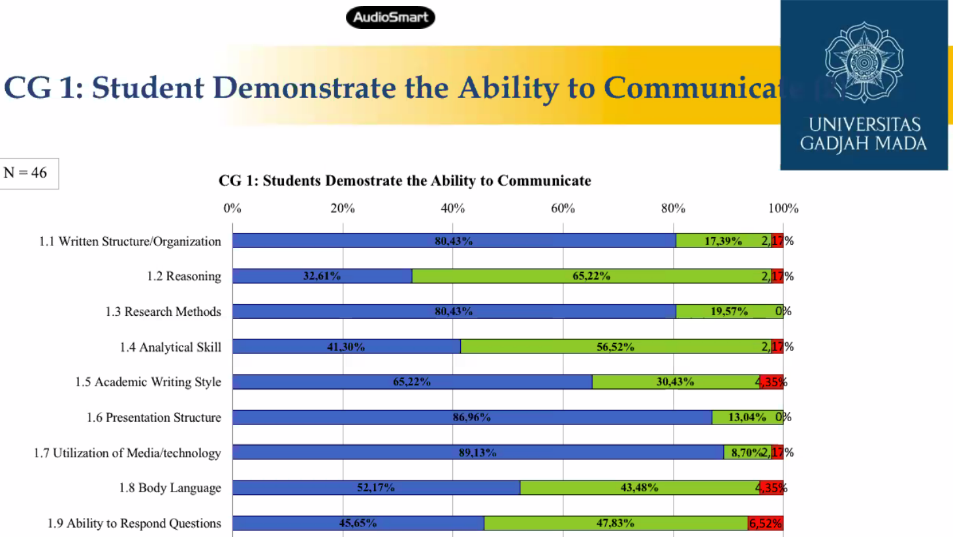 AudioSmart
CG 1: Student Demonstrate the Ability to Communicate
UNIVERSITAS
GADJAH MADA
N = 46
CG 1: Students Demostrate the Ability to Communicate
0% 20% 40% 60% 80% 100%
1.1 Written Structure/Organization 80,43% 17,39% 2,17%
1.2 Reasoning 32,61% 65,22% 2,17%
1.3 Research Methods 80,43% 19,57% 0%
1.4 Analytical Skill 41,30% 56,52% 2,17%
1.5 Academic Writing Style 65,22% 30,43% 4,35%
1.6 Presentation Structure 86,96% 13,04% 0%
1.7 Utilization of Media/technology 89,13% 8,70% 2,17%
1.8 Body Language 52,17% 43,48% 4,35%
1.9 Ability to Respond Questions 45,65% 47,83% 6,52%